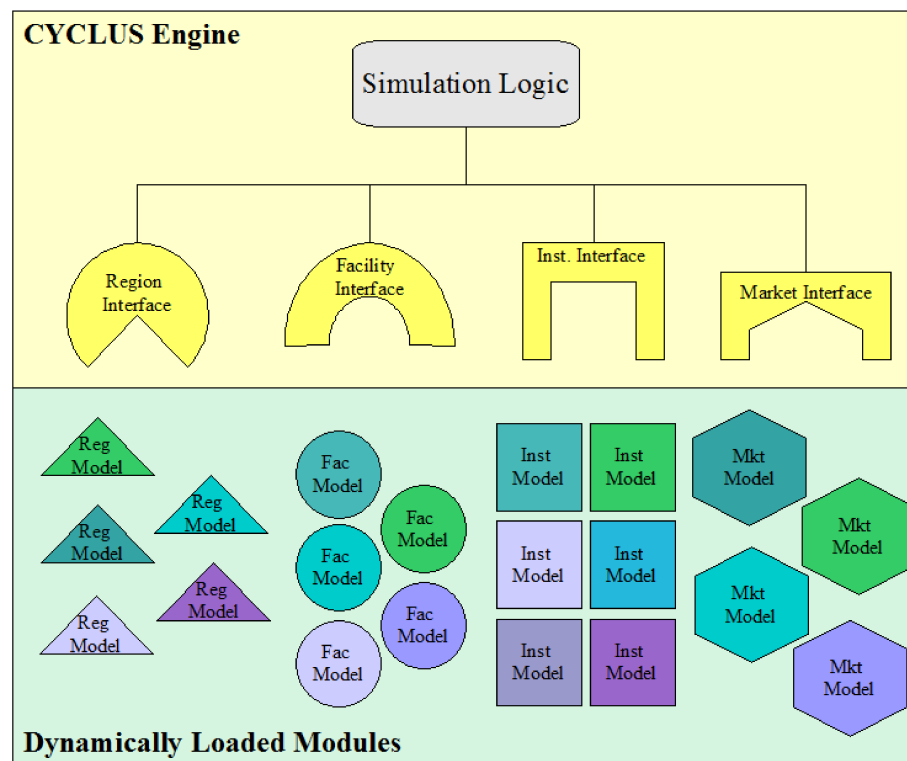 CYCLUS Engine
Simulation Logic
Region
Interface
Facility
Interface
Inst. Interface
Market Interface
Reg
Model
Reg
Model
Reg
Model
Reg
Model
Reg
Model
Fac
Model
Fac
Model
Fac
Model
Fac
Model
Fac
Model
Inst
Model
Inst
Model
Inst
Model
Inst
Model
Inst
Model
Inst
Model
Mkt
Model
Mkt
Model
Mkt
Model
Mkt
Model
Dynamically Loaded Modules